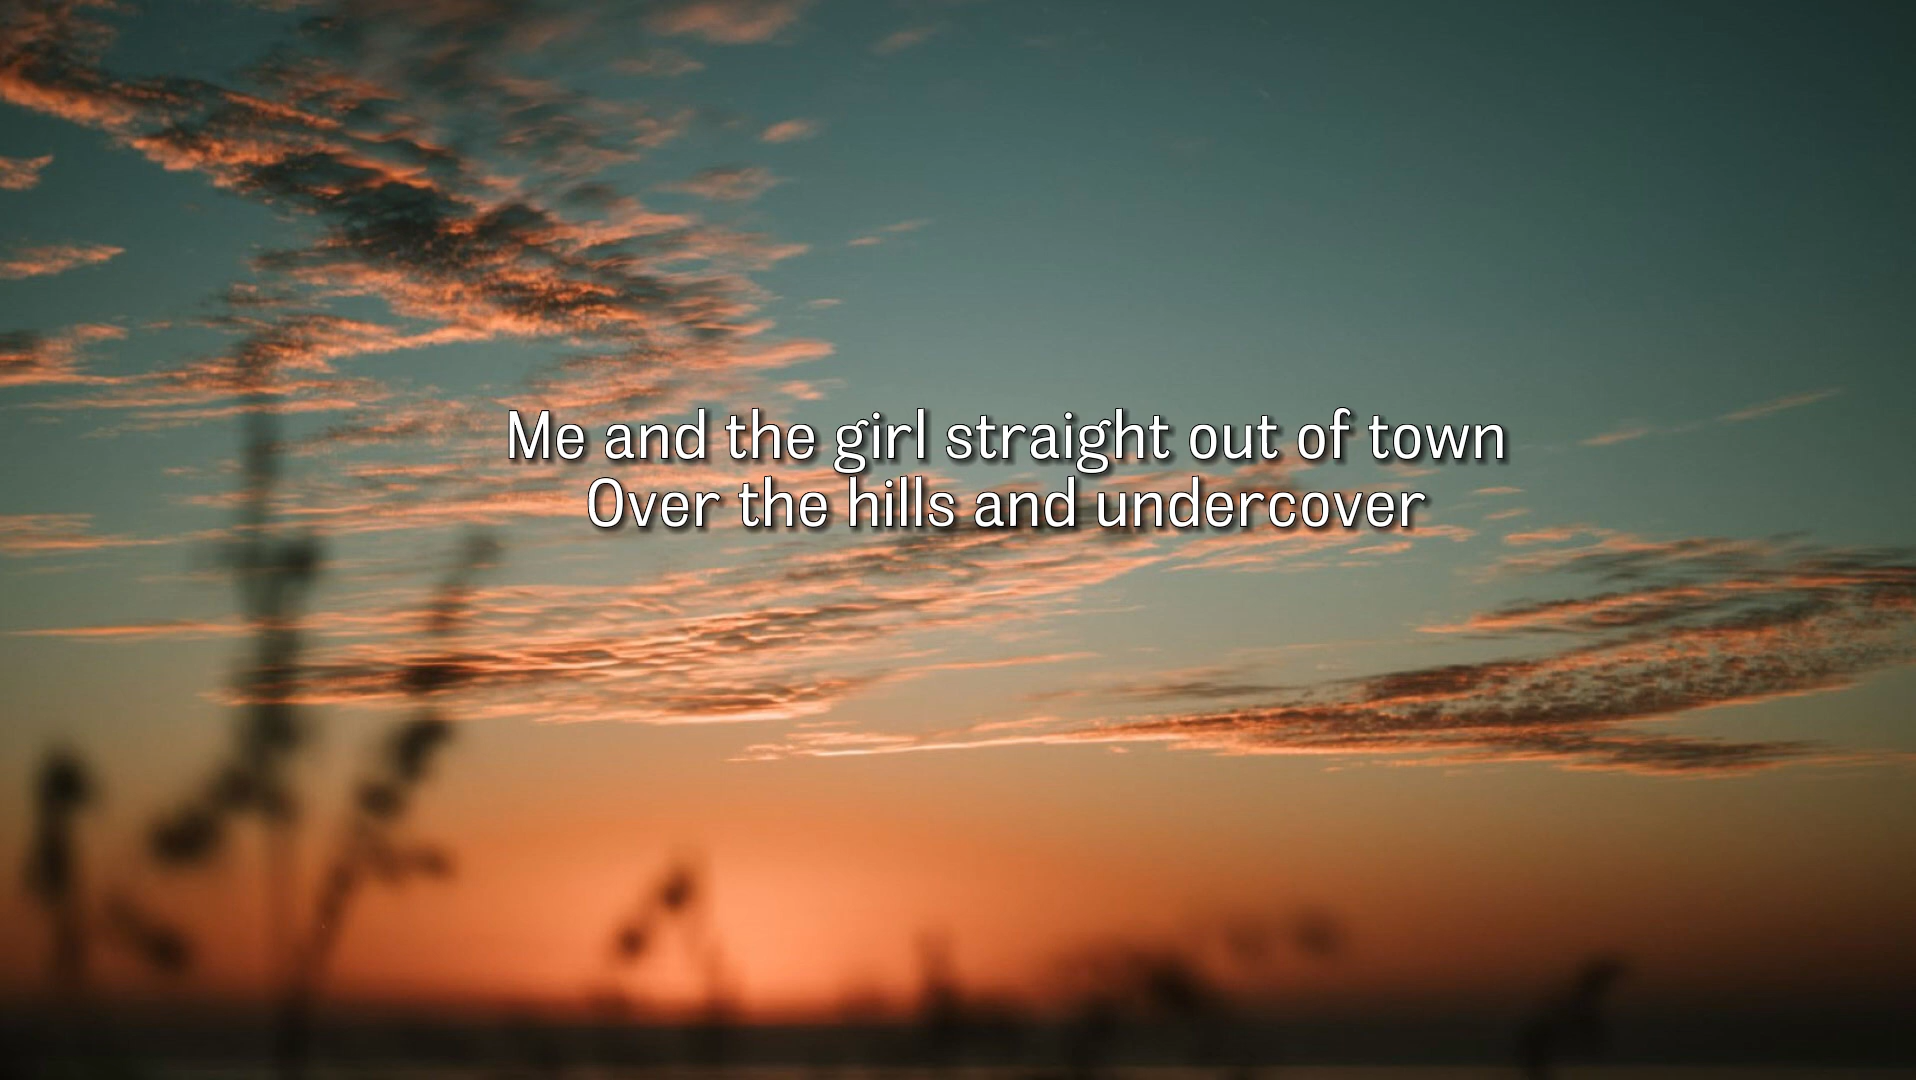 Me and the girl straight out of town
Over the hills and undercover